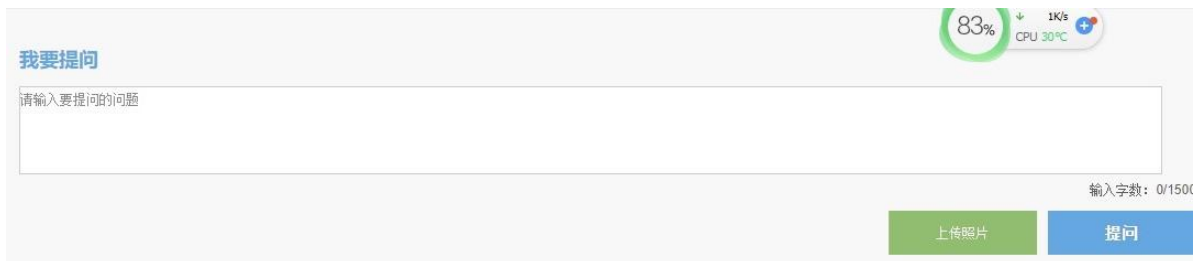 83%
1K/s
CPU 30℃
我要提问
请输入要提问的问题
输入字数：0/1500
上传照片
提问